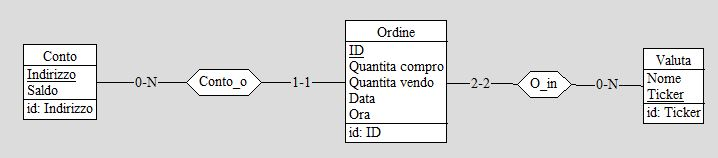 Conto
Indirizzo
Saldo
id: Indirizzo
0-N
Conto_o
1-1
Ordine
ID
Quantita compro
Quantita vendo
Data
Ora
id: ID
2-2
O_in
0-N
Valuta
Nome
Ticker
id: Ticker